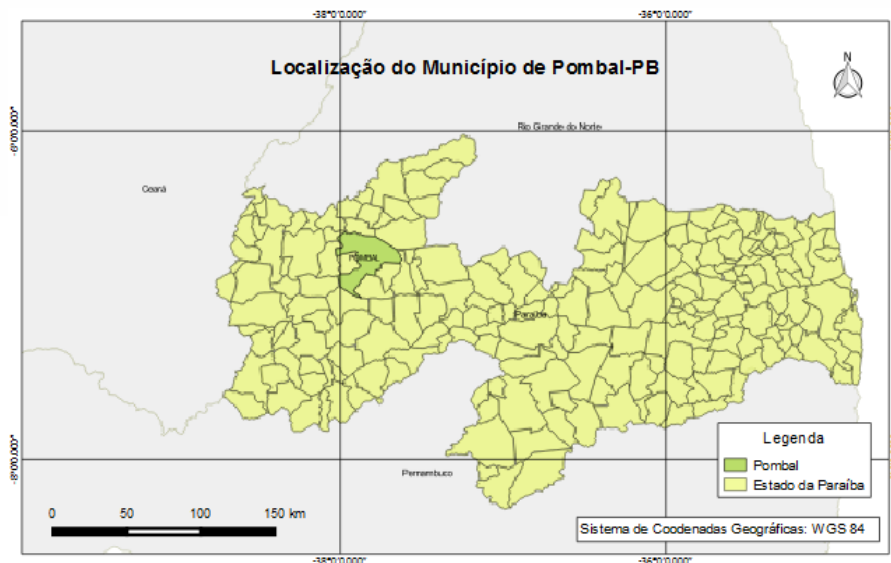 -38°0'0.000"
-36°0'0.000"
Localização do Município de Pombal-PB
N
-6°0'0.000"
Rio Grande do Norte
Ceará
POMBAL
Paraíba
Legenda
Pombal
Estado da Paraíba
-8°0'0.000"
Pernambuco
0 50 100 150 km
Sistema de Coodenadas Geográficas: WGS 84
-38°0'0.000"
-36°0'0.000"